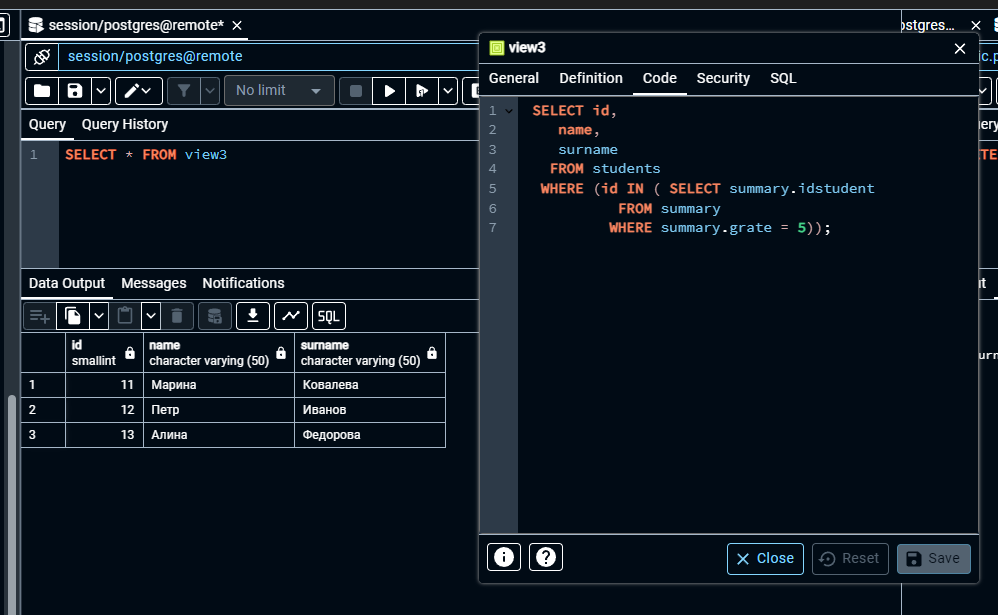 session/postgres@remote*
ostgres...
session/postgres@remote
No limit
Query Query History
1 SELECT * FROM view3
Data Output Messages Notifications
SQL
id name surname
smallint character varying (50) character varying (50)
1 11 Марина Ковалева
2 12 Петр Иванов
3 13 Алина Федорова
view3
General Definition Code Security SQL
1 SELECT id,
2 name,
3 surname
4 FROM students
5 WHERE (id IN ( SELECT summary.idstudent
6 FROM summary
7 WHERE summary.grate = 5));
Close Reset Save